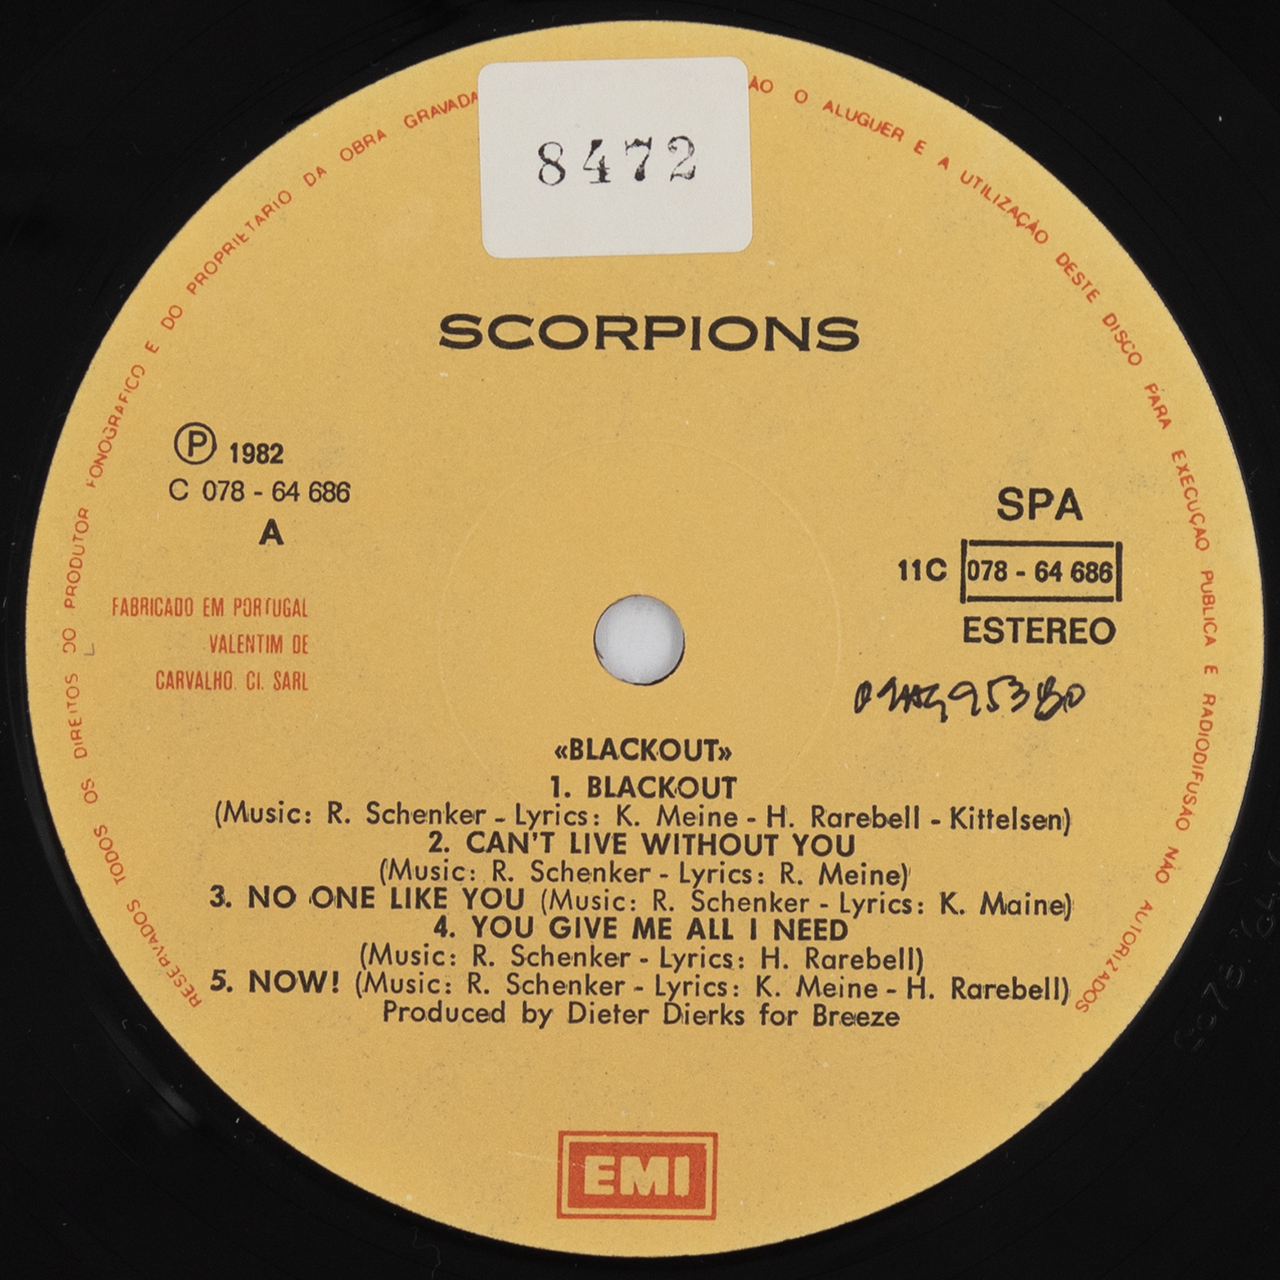 RESERVADOS TODOS OS DIREITOS DO PRODUTOR FONOGRAFICO E DO PROPRIETARIO DA OBRA GRAVADA
O ALUGUER E A UTILIZAÇÃO DESTE DISCO PARA EXECUÇAO PUBLICA E RADIODIFUSAO NÃO AUTORIZADOS
8472
SCORPIONS
Ⓟ 1982
C 078 - 64 686
A
SPA
11C 078 - 64 686
ESTEREO
FABRICADO EM PORTUGAL
VALENTIM DE
CARVALHO. CI. SARL
«BLACKOUT»
1. BLACKOUT
(Music: R. Schenker - Lyrics: K. Meine - H. Rarebell - Kittelsen)
2. CAN'T LIVE WITHOUT YOU
(Music: R. Schenker - Lyrics: R. Meine)
3. NO ONE LIKE YOU (Music: R. Schenker - Lyrics: K. Maine)
4. YOU GIVE ME ALL I NEED
(Music: R. Schenker - Lyrics: H. Rarebell)
5. NOW! (Music: R. Schenker - Lyrics: K. Meine - H. Rarebell)
Produced by Dieter Dierks for Breeze
EMI